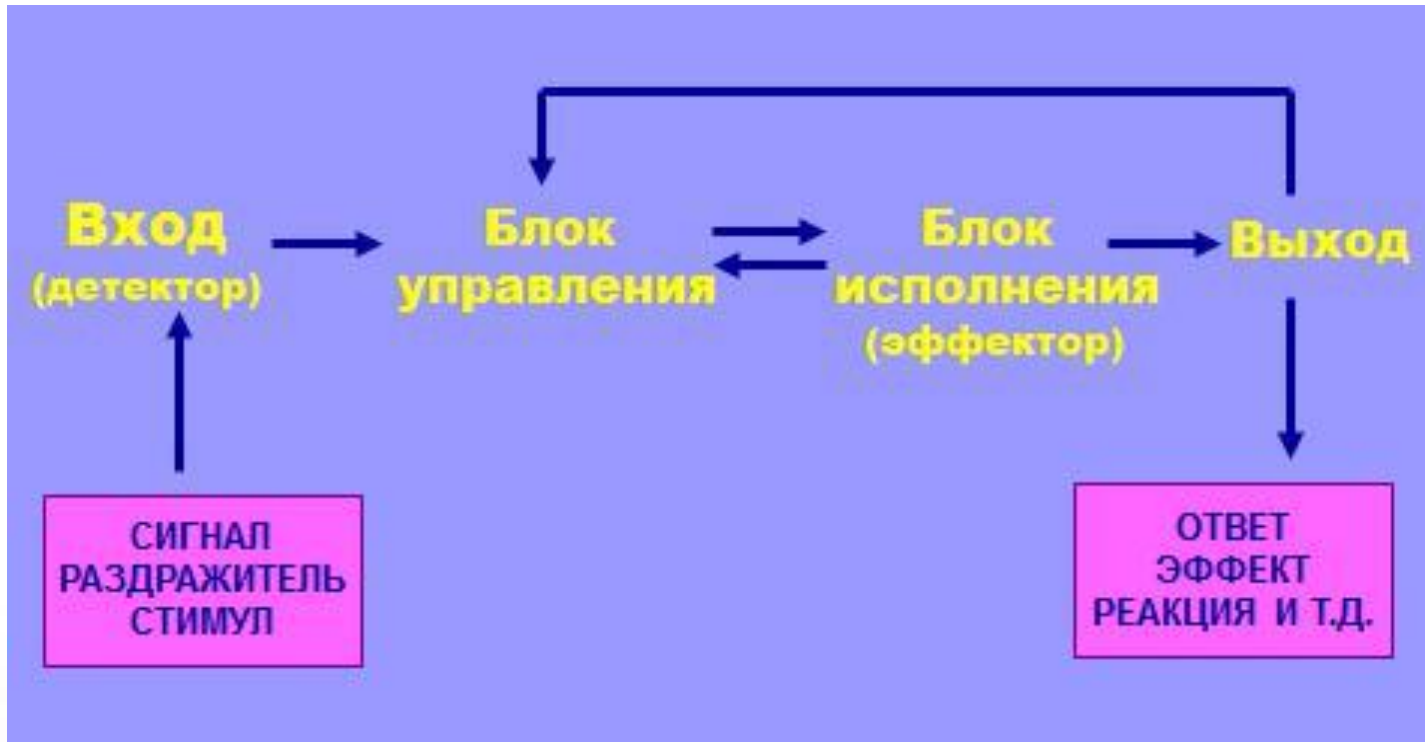 Вход
(детектор)
Блок
управления
Блок
исполнения
(эффектор)
Выход
СИГНАЛ
РАЗДРАЖИТЕЛЬ
СТИМУЛ
ОТВЕТ
ЭФФЕКТ
РЕАКЦИЯ И Т.Д.